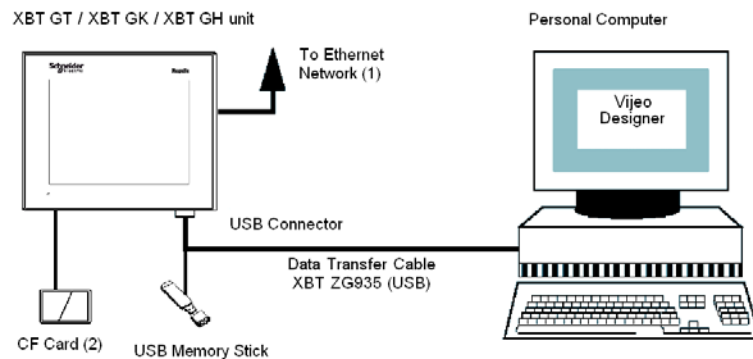 XBT GT / XBT GK / XBT GH unit
Personal Computer
Schneider
To Ethernet
Network (1)
Vijeo
Designer
USB Connector
Data Transfer Cable
XBT ZG935 (USB)
CF Card (2)
USB Memory Stick